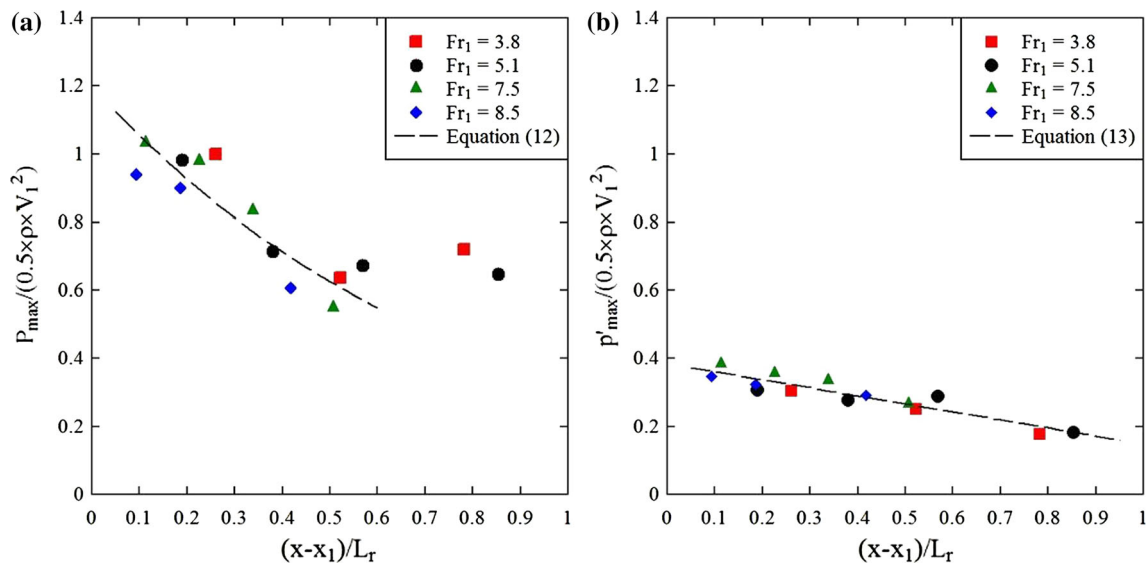 (a)
1.4
1.2
1
0.8
0.6
0.4
0.2
0
P_max/(0.5×ρ×V₁²)
Fr₁ = 3.8
Fr₁ = 5.1
Fr₁ = 7.5
Fr₁ = 8.5
Equation (12)
0 0.1 0.2 0.3 0.4 0.5 0.6 0.7 0.8 0.9 1
(x-x₁)/Lᵣ
(b)
1.4
1.2
1
0.8
0.6
0.4
0.2
0
p'_max/(0.5×ρ×V₁²)
Fr₁ = 3.8
Fr₁ = 5.1
Fr₁ = 7.5
Fr₁ = 8.5
Equation (13)
0 0.1 0.2 0.3 0.4 0.5 0.6 0.7 0.8 0.9 1
(x-x₁)/Lᵣ